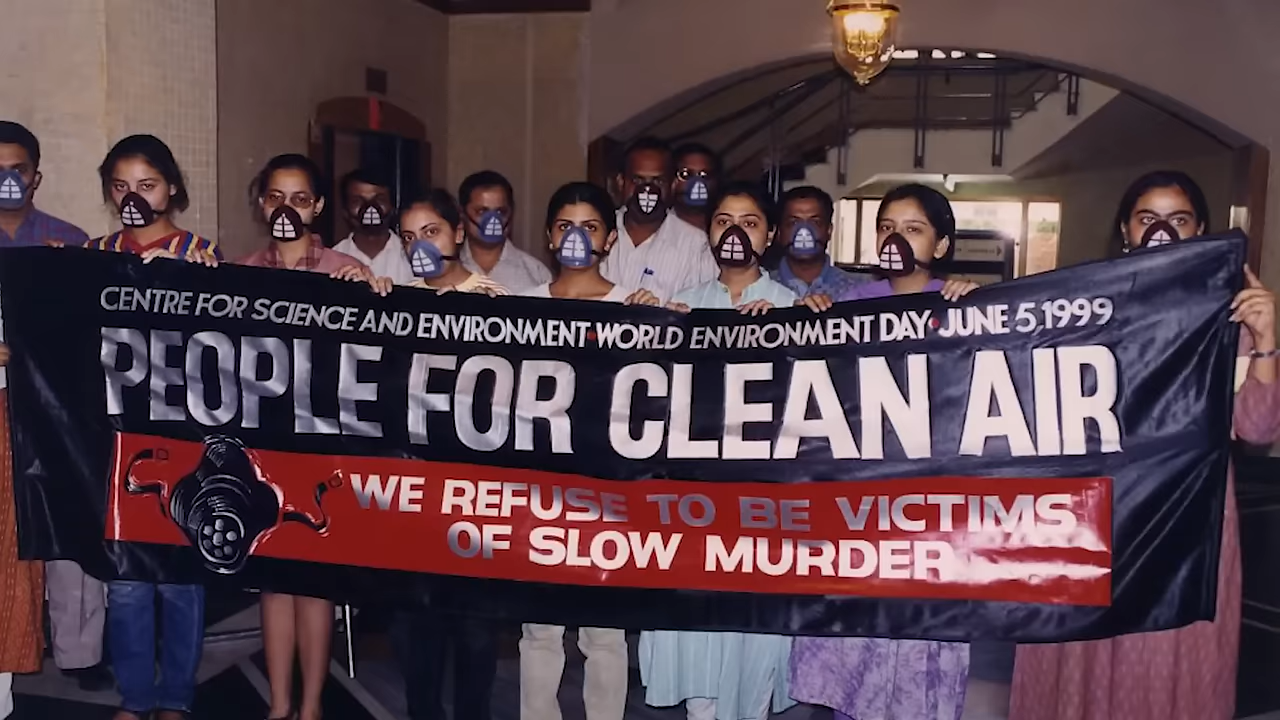 CENTRE FOR SCIENCE AND ENVIRONMENT•WORLD ENVIRONMENT DAY•JUNE 5,1999
PEOPLE FOR CLEAN AIR
WE REFUSE TO BE VICTIMS
OF SLOW MURDER